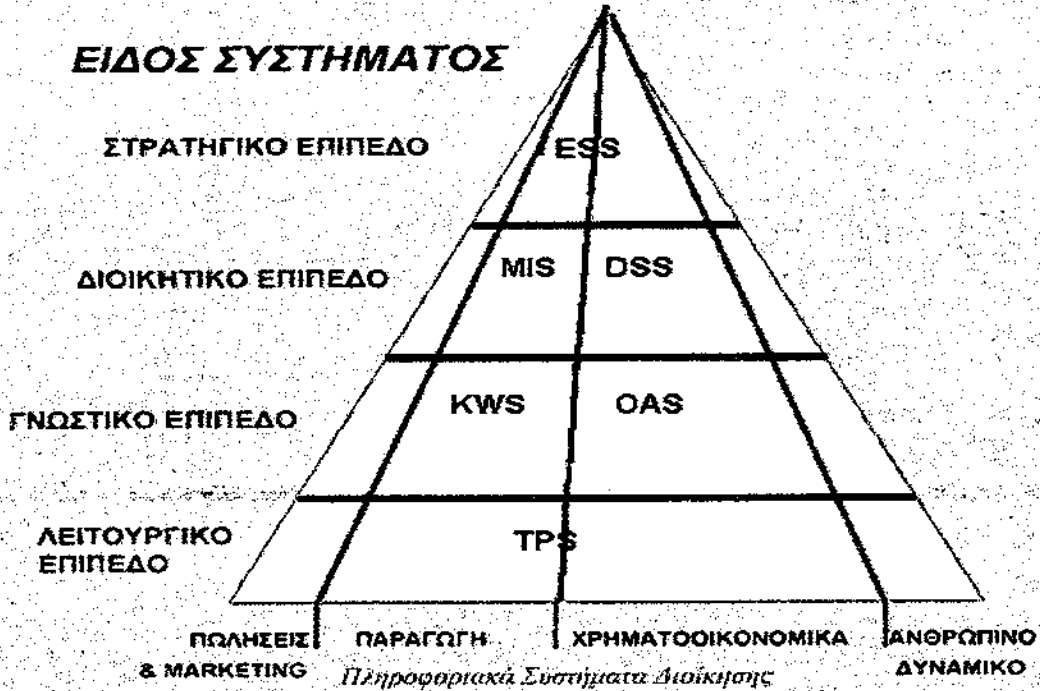 ΕΙΔΟΣ ΣΥΣΤΗΜΑΤΟΣ
ΣΤΡΑΤΗΓΙΚΟ ΕΠΙΠΕΔΟ
ESS
ΔΙΟΙΚΗΤΙΚΟ ΕΠΙΠΕΔΟ
MIS DSS
ΓΝΩΣΤΙΚΟ ΕΠΙΠΕΔΟ
KWS OAS
ΛΕΙΤΟΥΡΓΙΚΟ
ΕΠΙΠΕΔΟ
TPS
ΠΩΛΗΣΕΙΣ
& MARKETING
ΠΑΡΑΓΩΓΗ
ΧΡΗΜΑΤΟΟΙΚΟΝΟΜΙΚΑ
ΑΝΘΡΩΠΙΝΟ
ΔΥΝΑΜΙΚΟ
Πληροφοριακά Συστήματα Διοίκησης